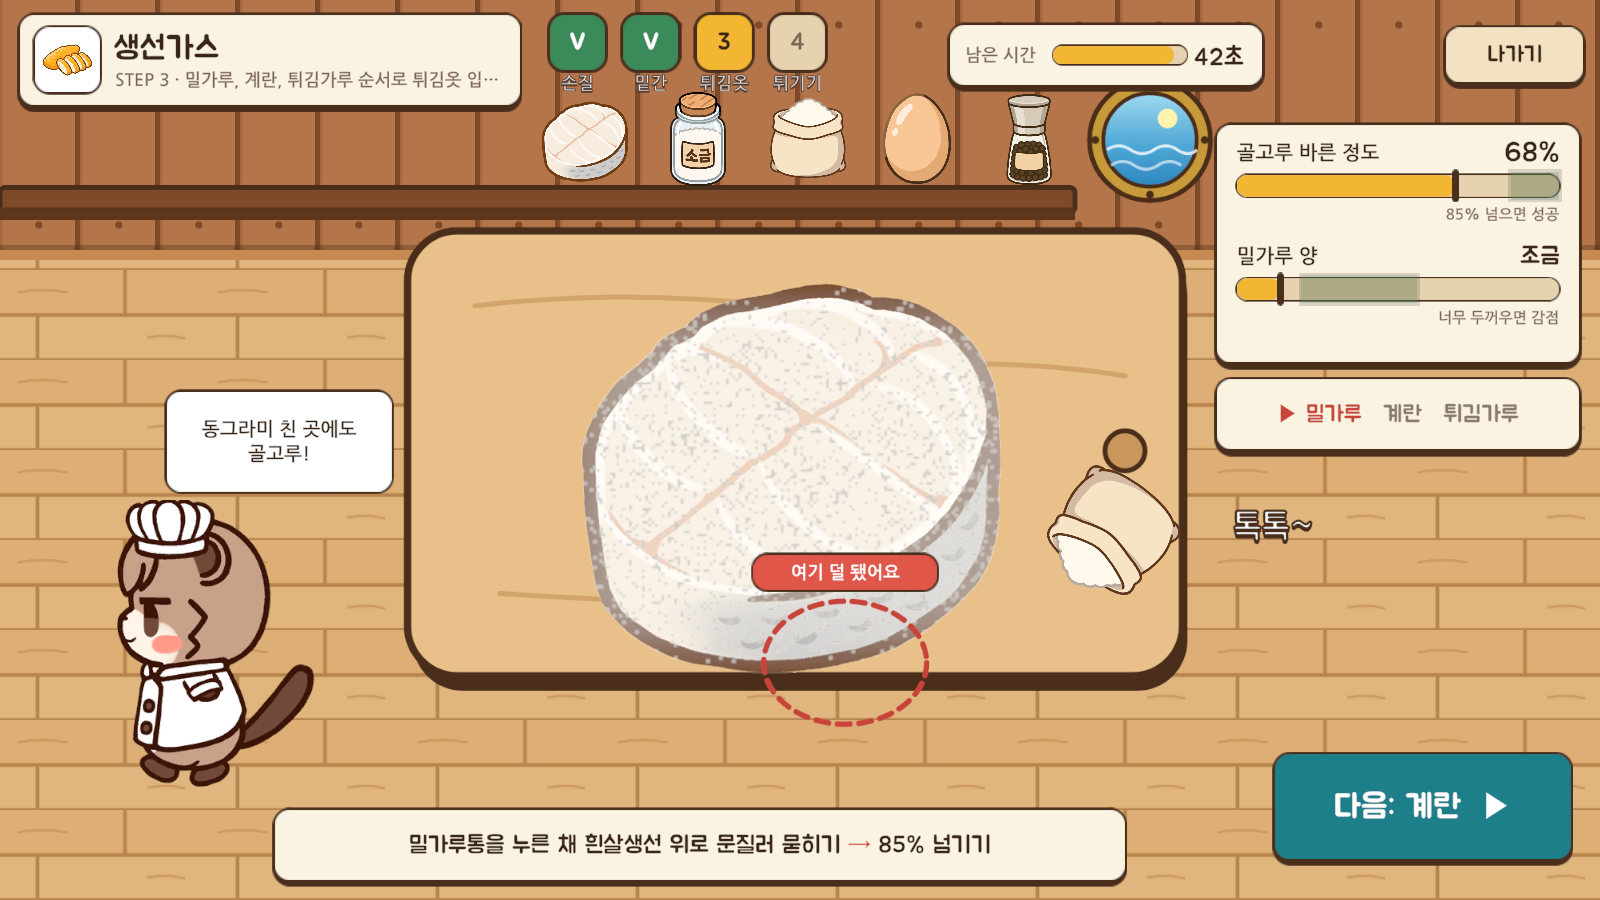 생선가스
STEP 3 · 밀가루, 계란, 튀김가루 순서로 튀김옷 입···
V
V
3
4
손질
밑간
튀김옷
튀기기
남은 시간
42초
나가기
소금
골고루 바른 정도
68%
85% 넘으면 성공
밀가루 양
조금
너무 두꺼우면 감점
▶ 밀가루 계란 튀김가루
동그라미 친 곳에도
골고루!
톡톡~
여기 덜 됐어요
다음: 계란 ▶
밀가루통을 누른 채 흰살생선 위로 문질러 묻히기 → 85% 넘기기